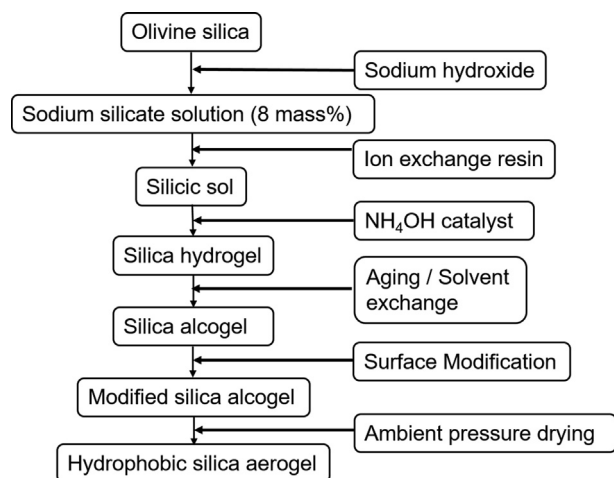 Olivine silica
Sodium hydroxide
Sodium silicate solution (8 mass%)
Ion exchange resin
Silicic sol
NH₄OH catalyst
Silica hydrogel
Aging / Solvent
exchange
Silica alcogel
Surface Modification
Modified silica alcogel
Ambient pressure drying
Hydrophobic silica aerogel